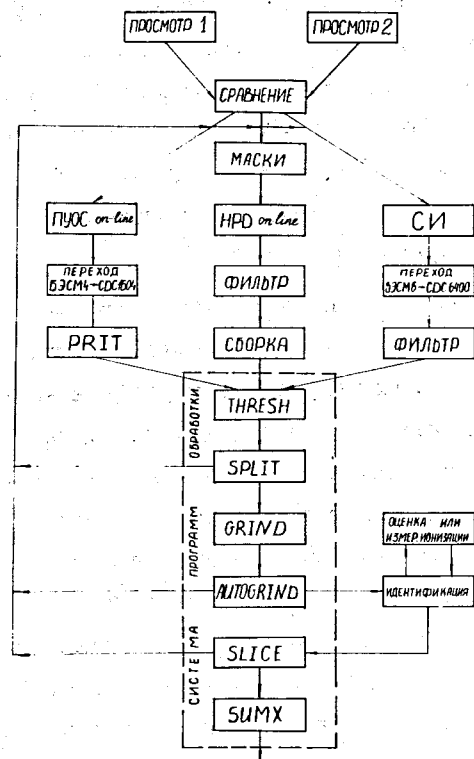 ПРОСМОТР 1
ПРОСМОТР 2
СРАВНЕНИЕ
МАСКИ
ПУОС on-line
HPD on line
СИ
ПЕРЕХОД
БЭСМ4-CDC1604
ФИЛЬТР
ПЕРЕХОД
БЭСМ6-CDC6400
PRIT
СБОРКА
ФИЛЬТР
THRESH
SPLIT
GRIND
ОЦЕНКА ИЛИ
ИЗМЕР. ИОНИЗАЦИИ
AUTOGRIND
ИДЕНТИФИКАЦИЯ
SLICE
SUMX
СИСТЕМА ПРОГРАММ ОБРАБОТКИ